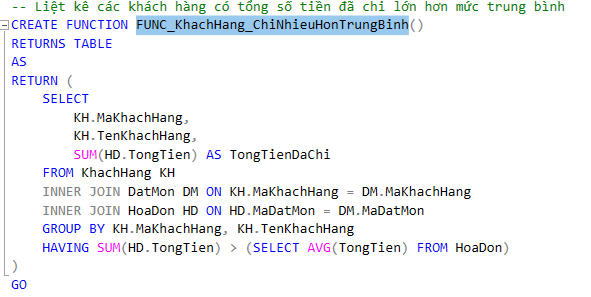 -- Liệt kê các khách hàng có tổng số tiền đã chi lớn hơn mức trung bình
CREATE FUNCTION FUNC_KhachHang_ChiNhieuHonTrungBinh()
RETURNS TABLE
AS
RETURN (
    SELECT
        KH.MaKhachHang,
        KH.TenKhachHang,
        SUM(HD.TongTien) AS TongTienDaChi
    FROM KhachHang KH
    INNER JOIN DatMon DM ON KH.MaKhachHang = DM.MaKhachHang
    INNER JOIN HoaDon HD ON HD.MaDatMon = DM.MaDatMon
    GROUP BY KH.MaKhachHang, KH.TenKhachHang
    HAVING SUM(HD.TongTien) > (SELECT AVG(TongTien) FROM HoaDon)
)
GO